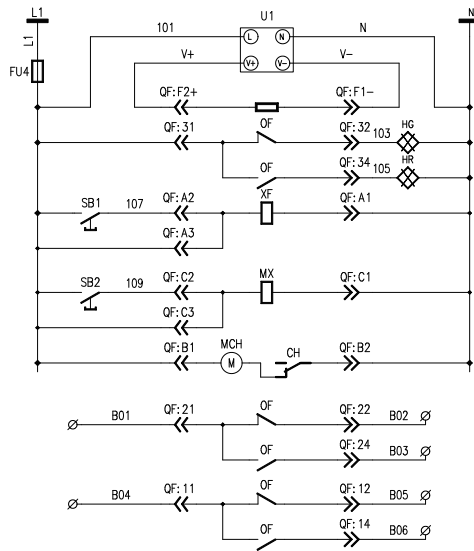 L1 U1 N
101 L N N
L1 V+ V+ V- V-
FU4 QF:F2+ QF:F1-
QF:31 OF QF:32 103 HG
OF QF:34 105 HR
SB1 107 QF:A2 XF QF:A1
QF:A3
SB2 109 QF:C2 MX QF:C1
QF:C3
QF:B1 MCH M CH QF:B2
B01 QF:21 OF QF:22 B02
OF QF:24 B03
B04 QF:11 OF QF:12 B05
OF QF:14 B06